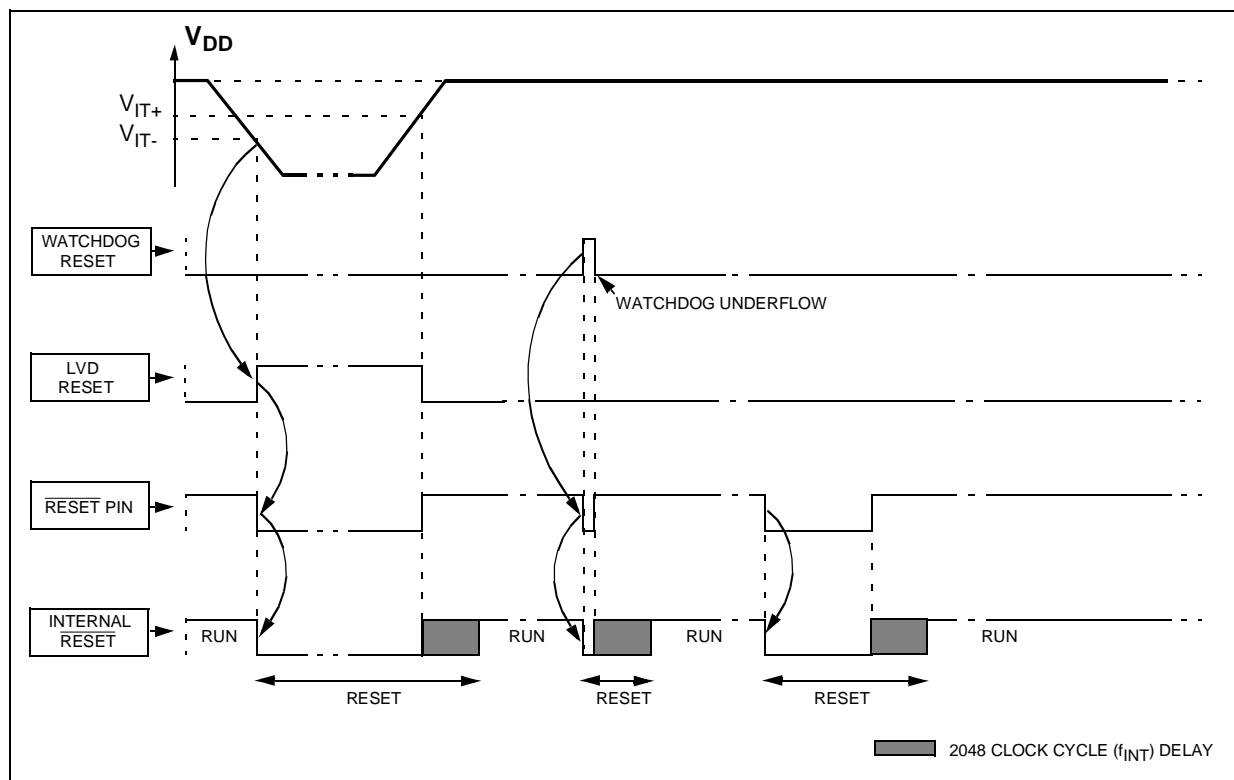 VDD
VIT+
VIT-
WATCHDOG
RESET
WATCHDOG UNDERFLOW
LVD
RESET
RESET PIN
INTERNAL
RESET
RUN
RUN
RUN
RUN
RESET
RESET
RESET
2048 CLOCK CYCLE (fINT) DELAY